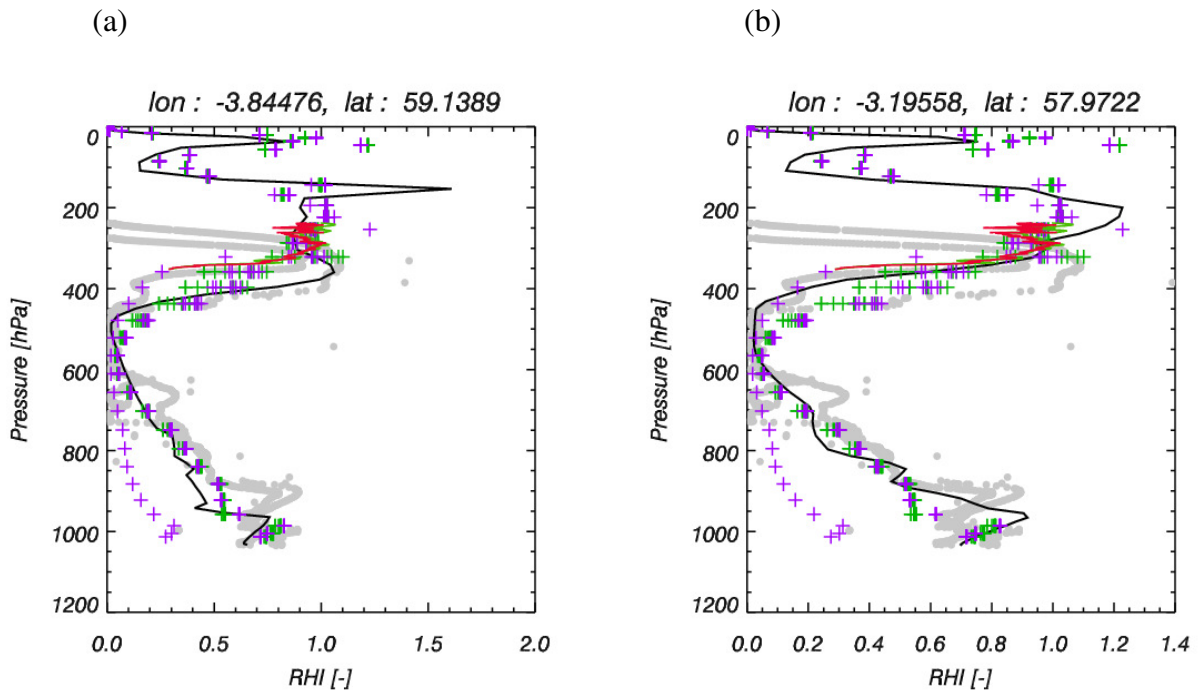 (a)
(b)
lon : -3.84476, lat : 59.1389
lon : -3.19558, lat : 57.9722
0
200
400
600
800
1000
1200
Pressure [hPa]
0.0 0.5 1.0 1.5 2.0
RHI [-]
0
200
400
600
800
1000
1200
Pressure [hPa]
0.0 0.2 0.4 0.6 0.8 1.0 1.2 1.4
RHI [-]